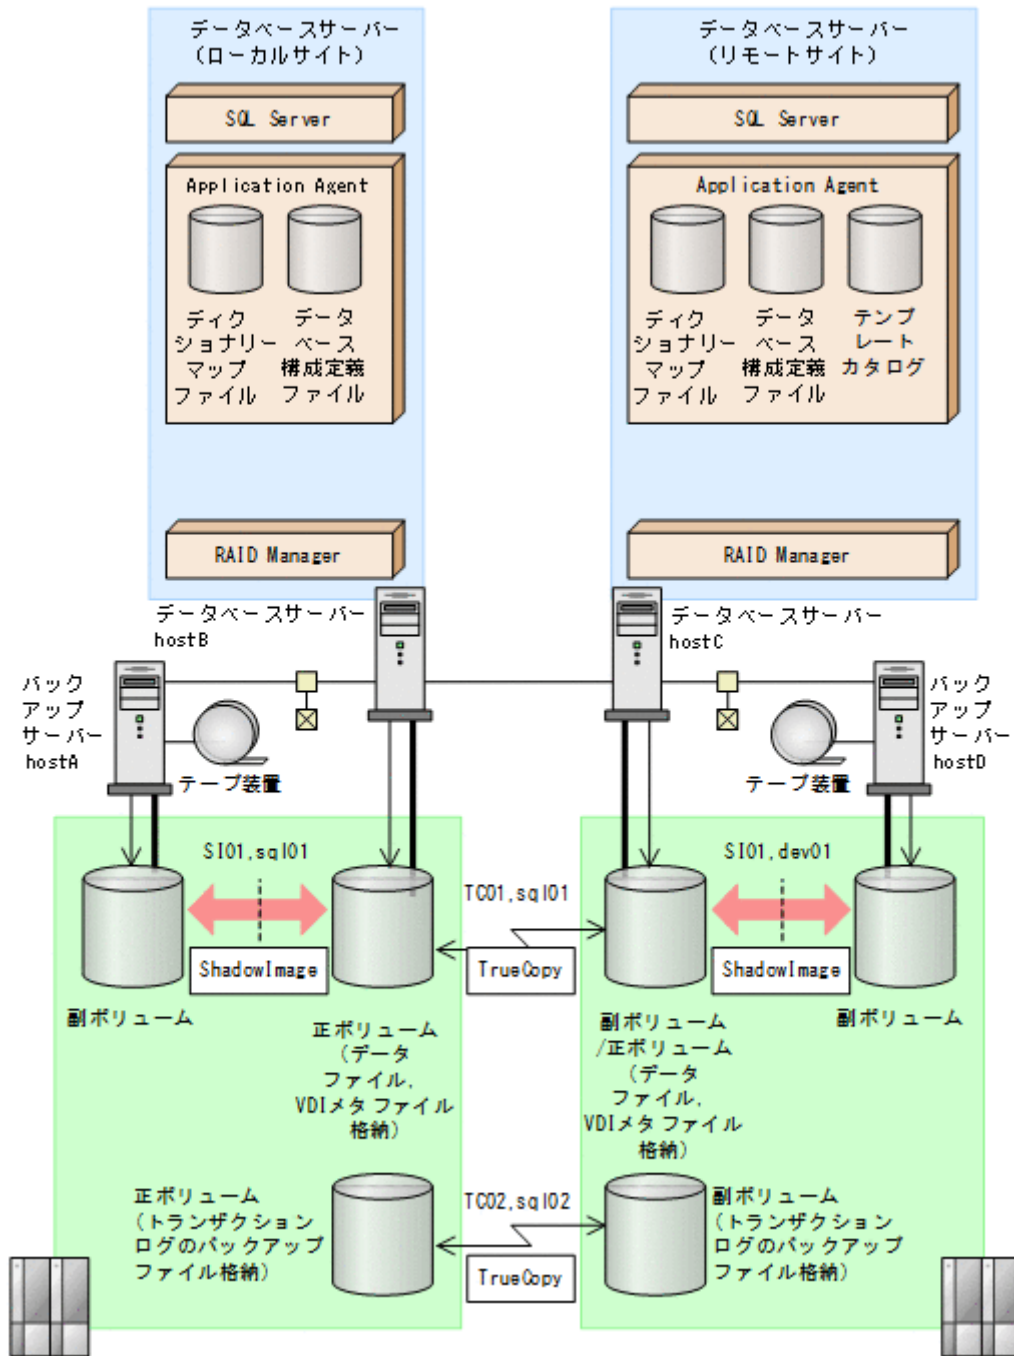 データベースサーバー
（ローカルサイト）
SQL Server
Application Agent
ディク
ショナリー
マップ
ファイル
データ
ベース
構成定義
ファイル
RAID Manager
データベースサーバー
（リモートサイト）
SQL Server
Application Agent
ディク
ショナリー
マップ
ファイル
データ
ベース
構成定義
ファイル
テンプ
レート
カタログ
RAID Manager
データベースサーバー
hostB
データベースサーバー
hostC
バック
アップ
サーバー
hostA
テープ装置
テープ装置
バック
アップ
サーバー
hostD
SI01,sql01
ShadowImage
副ボリューム
正ボリューム
（データ
ファイル,
VDIメタファイル
格納）
TC01,sql01
TrueCopy
SI01,dev01
ShadowImage
副ボリューム
/正ボリューム
（データ
ファイル,
VDIメタファイル
格納）
副ボリューム
正ボリューム
（トランザクション
ログのバックアップ
ファイル格納）
TC02,sql02
TrueCopy
副ボリューム
（トランザクション
ログのバックアップ
ファイル格納）